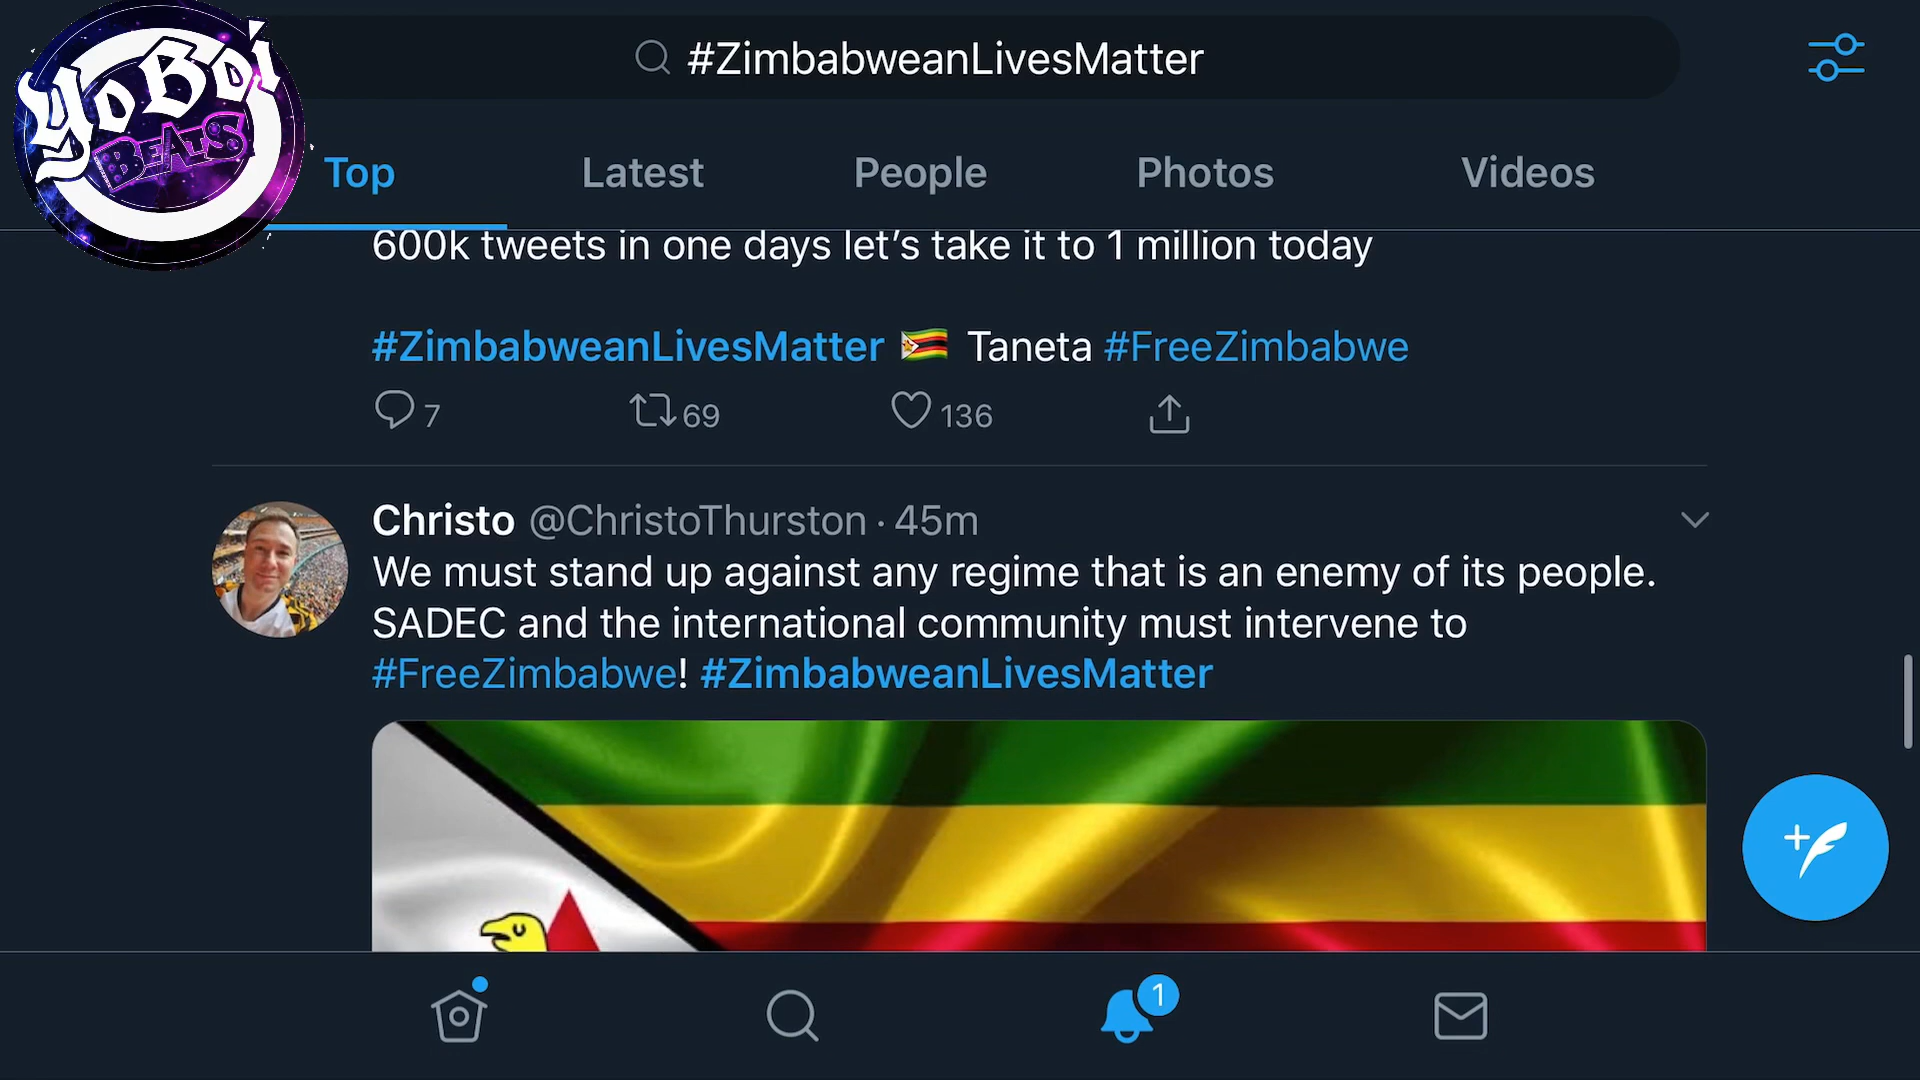 YoBoi
BEATS
#ZimbabweanLivesMatter
Top Latest People Photos Videos
600k tweets in one days let’s take it to 1 million today
#ZimbabweanLivesMatter 🇿🇼 Taneta #FreeZimbabwe
7 69 136
Christo @ChristoThurston · 45m
We must stand up against any regime that is an enemy of its people.
SADEC and the international community must intervene to
#FreeZimbabwe! #ZimbabweanLivesMatter
1